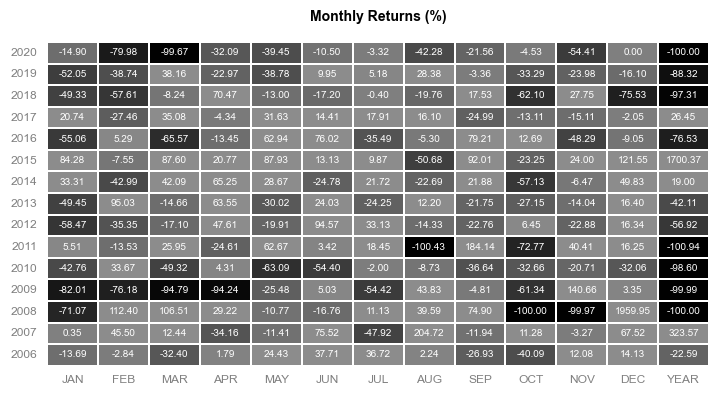 Monthly Returns (%)
2020 -14.90 -79.98 -99.67 -32.09 -39.45 -10.50 -3.32 -42.28 -21.56 -4.53 -54.41 0.00 -100.00
2019 -52.05 -38.74 38.16 -22.97 -38.78 9.95 5.18 28.38 -3.36 -33.29 -23.98 -16.10 -88.32
2018 -49.33 -57.61 -8.24 70.47 -13.00 -17.20 -0.40 -19.76 17.53 -62.10 27.75 -75.53 -97.31
2017 20.74 -27.46 35.08 -4.34 31.63 14.41 17.91 16.10 -24.99 -13.11 -15.11 -2.05 26.45
2016 -55.06 5.29 -65.57 -13.45 62.94 76.02 -35.49 -5.30 79.21 12.69 -48.29 -9.05 -76.53
2015 84.28 -7.55 87.60 20.77 87.93 13.13 9.87 -50.68 92.01 -23.25 24.00 121.55 1700.37
2014 33.31 -42.99 42.09 65.25 28.67 -24.78 21.72 -22.69 21.88 -57.13 -6.47 49.83 19.00
2013 -49.45 95.03 -14.66 63.55 -30.02 24.03 -24.25 12.20 -21.75 -27.15 -14.04 16.40 -42.11
2012 -58.47 -35.35 -17.10 47.61 -19.91 94.57 33.13 -14.33 -22.76 6.45 -22.88 16.34 -56.92
2011 5.51 -13.53 25.95 -24.61 62.67 3.42 18.45 -100.43 184.14 -72.77 40.41 16.25 -100.94
2010 -42.76 33.67 -49.32 4.31 -63.09 -54.40 -2.00 -8.73 -36.64 -32.66 -20.71 -32.06 -98.60
2009 -82.01 -76.18 -94.79 -94.24 -25.48 5.03 -54.42 43.83 -4.81 -61.34 140.66 3.35 -99.99
2008 -71.07 112.40 106.51 29.22 -10.77 -16.76 11.13 39.59 74.90 -100.00 -99.97 1959.95 -100.00
2007 0.35 45.50 12.44 -34.16 -11.41 75.52 -47.92 204.72 -11.94 11.28 -3.27 67.52 323.57
2006 -13.69 -2.84 -32.40 1.79 24.43 37.71 36.72 2.24 -26.93 -40.09 12.08 14.13 -22.59
JAN FEB MAR APR MAY JUN JUL AUG SEP OCT NOV DEC YEAR